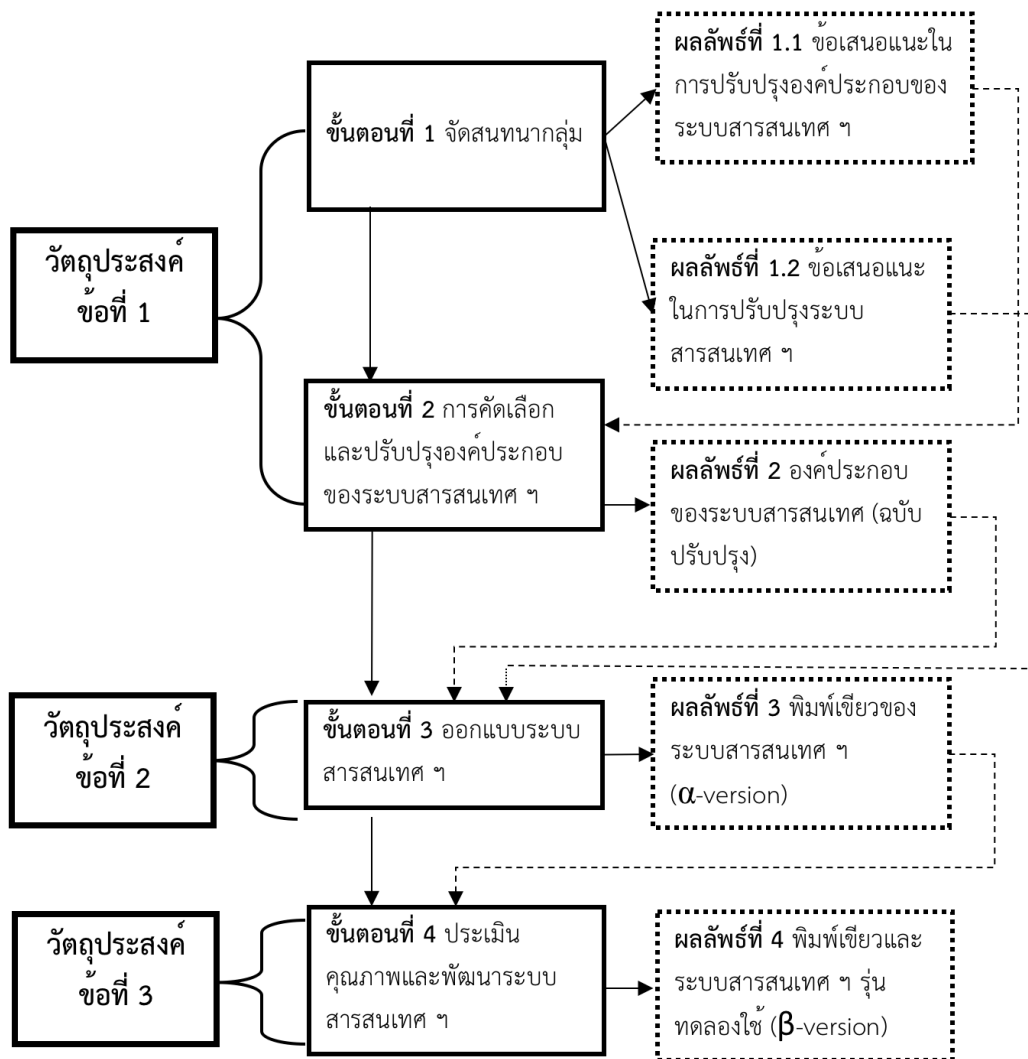 ผลลัพธ์ที่ 1.1 ข้อเสนอแนะใน
การปรับปรุงองค์ประกอบของ
ระบบสารสนเทศ ฯ
ขั้นตอนที่ 1 จัดสนทนากลุ่ม
วัตถุประสงค์
ข้อที่ 1
ผลลัพธ์ที่ 1.2 ข้อเสนอแนะ
ในการปรับปรุงระบบ
สารสนเทศ ฯ
ขั้นตอนที่ 2 การคัดเลือก
และปรับปรุงองค์ประกอบ
ของระบบสารสนเทศ ฯ
ผลลัพธ์ที่ 2 องค์ประกอบ
ของระบบสารสนเทศ (ฉบับ
ปรับปรุง)
วัตถุประสงค์
ข้อที่ 2
ขั้นตอนที่ 3 ออกแบบระบบ
สารสนเทศ ฯ
ผลลัพธ์ที่ 3 พิมพ์เขียวของ
ระบบสารสนเทศ ฯ
(α-version)
วัตถุประสงค์
ข้อที่ 3
ขั้นตอนที่ 4 ประเมิน
คุณภาพและพัฒนาระบบ
สารสนเทศ ฯ
ผลลัพธ์ที่ 4 พิมพ์เขียวและ
ระบบสารสนเทศ ฯ รุ่น
ทดลองใช้ (β-version)